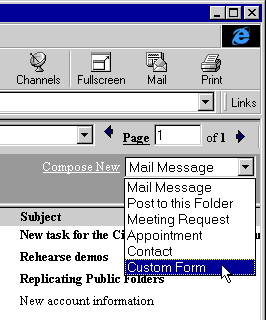 Channels Fullscreen Mail Print
Links
Page 1 of 1
Compose New Mail Message
Mail Message
Post to this Folder
Meeting Request
Appointment
Contact
Custom Form
Subject
New task for the Ci
Rehearse demos
Replicating Public Folders
New account information